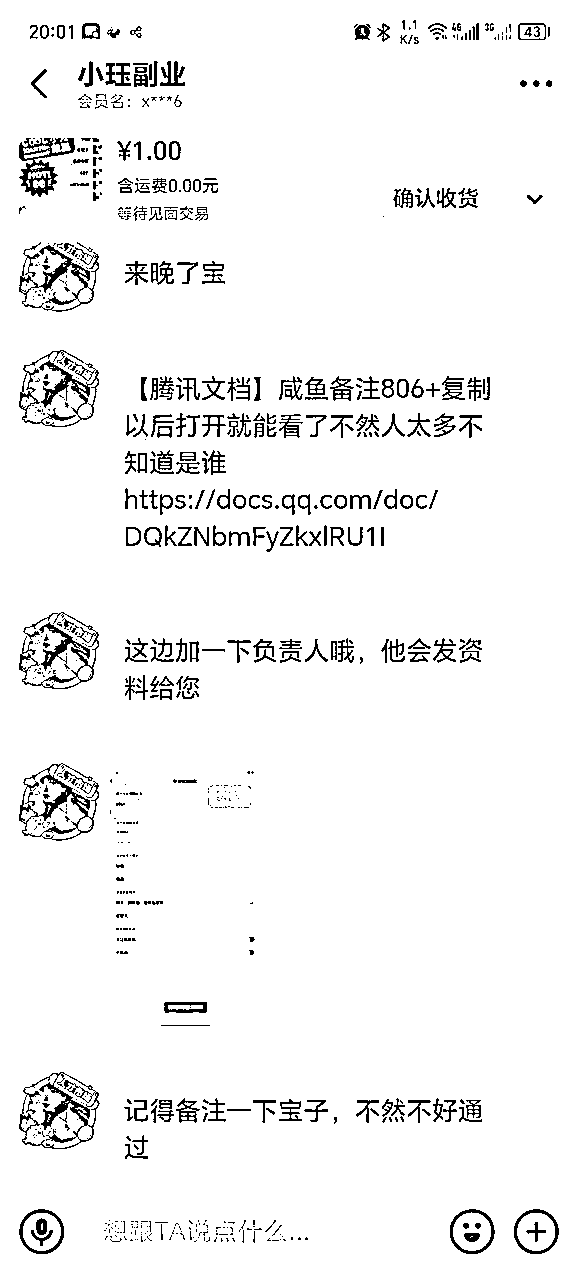 20:01
1.1
K/s
4G
3G
43
小珏副业
会员名：x***6
¥1.00
含运费0.00元
等待见面交易
确认收货
来晚了宝
【腾讯文档】咸鱼备注806+复制
以后打开就能看了不然人太多不
知道是谁
https://docs.qq.com/doc/
DQkZNbmFyZkxlRU1I
这边加一下负责人哦，他会发资
料给您
记得备注一下宝子，不然不好通
过
想跟TA说点什么...